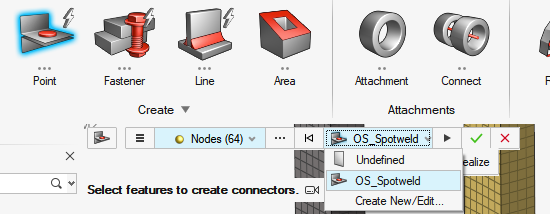 Point
Fastener
Line
Area
Attachment
Connect
Create
Attachments
Nodes (64)
OS_Spotweld
Undefined
ealize
Select features to create connectors.
OS_Spotweld
Create New/Edit...